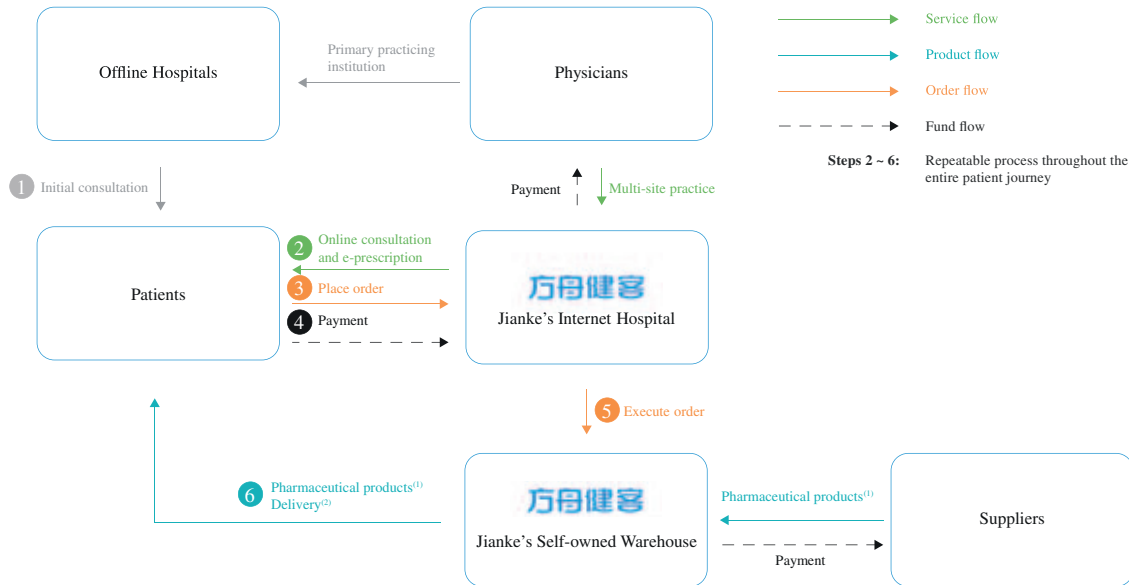 Offline Hospitals
Primary practicing
institution
Physicians
Service flow
Product flow
Order flow
Fund flow
Steps 2 ~ 6:
Repeatable process throughout the
entire patient journey
1 Initial consultation
Payment
Multi-site practice
Patients
2 Online consultation
and e-prescription
3 Place order
4 Payment
方舟健客
Jianke's Internet Hospital
5 Execute order
6 Pharmaceutical products(1)
Delivery(2)
方舟健客
Jianke's Self-owned Warehouse
Pharmaceutical products(1)
Payment
Suppliers